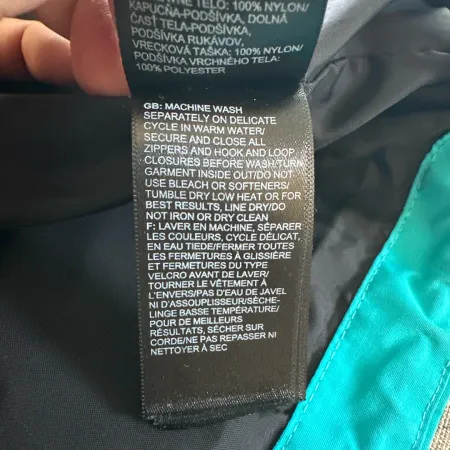 VNÉ TELO: 100% NYLON/
KAPUCŇA-PODŠÍVKA, DOLNÁ
ČASŤ TELA-PODŠÍVKA,
PODŠÍVKA RUKÁVOV,
VRECKOVÁ TAŠKA: 100% NYLON/
PODŠÍVKA VRCHNÉHO TELA:
100% POLYESTER
GB: MACHINE WASH
SEPARATELY ON DELICATE
CYCLE IN WARM WATER/
SECURE AND CLOSE ALL
ZIPPERS AND HOOK AND LOOP
CLOSURES BEFORE WASH/TURN
GARMENT INSIDE OUT/DO NOT
USE BLEACH OR SOFTENERS/
TUMBLE DRY LOW HEAT OR FOR
BEST RESULTS, LINE DRY/DO
NOT IRON OR DRY CLEAN
F: LAVER EN MACHINE, SÉPARER
LES COULEURS, CYCLE DÉLICAT,
EN EAU TIEDE/FERMER TOUTES
LES FERMETURES À GLISSIÈRE
ET FERMETURES DU TYPE
VELCRO AVANT DE LAVER/
TOURNER LE VÊTEMENT À
L'ENVERS/PAS D'EAU DE JAVEL
NI D'ASSOUPLISSEUR/SÈCHE-
LINGE BASSE TEMPÉRATURE/
POUR DE MEILLEURS
RÉSULTATS, SÉCHER SUR
CORDE/NE PAS REPASSER NI
NETTOYER À SEC